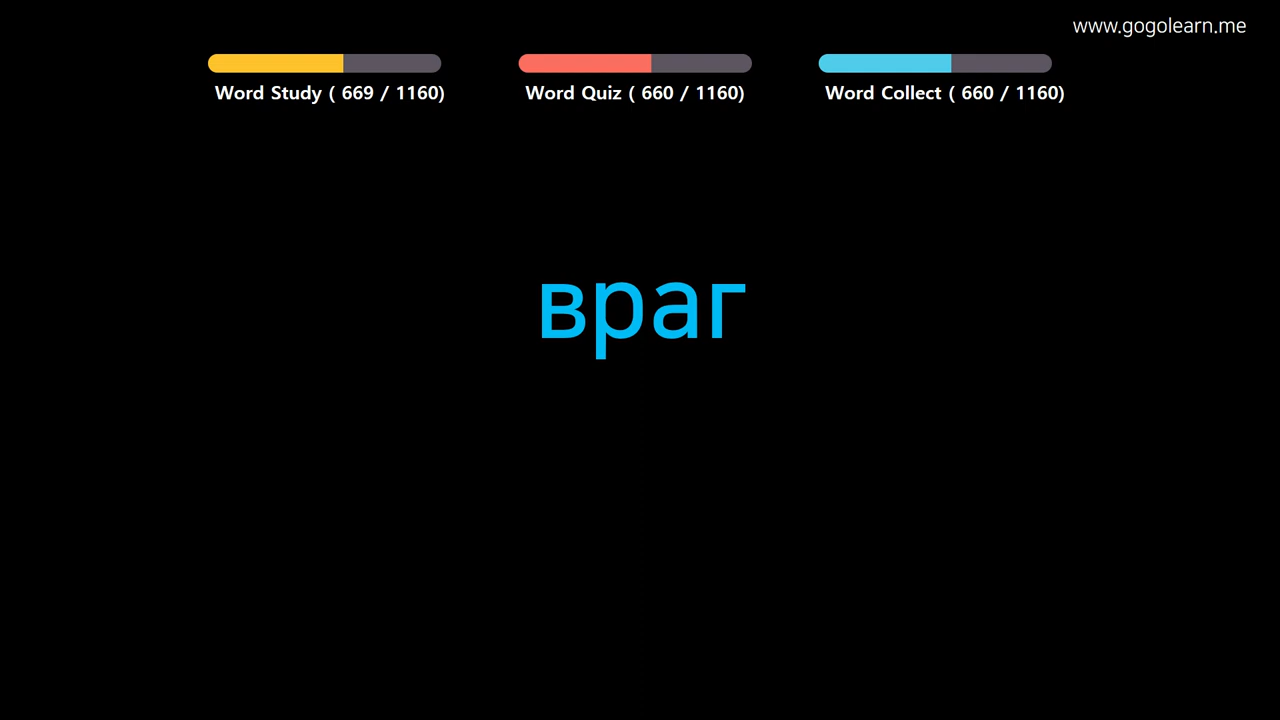 www.gogolearn.me
Word Study ( 669 / 1160) Word Quiz ( 660 / 1160) Word Collect ( 660 / 1160)
враг